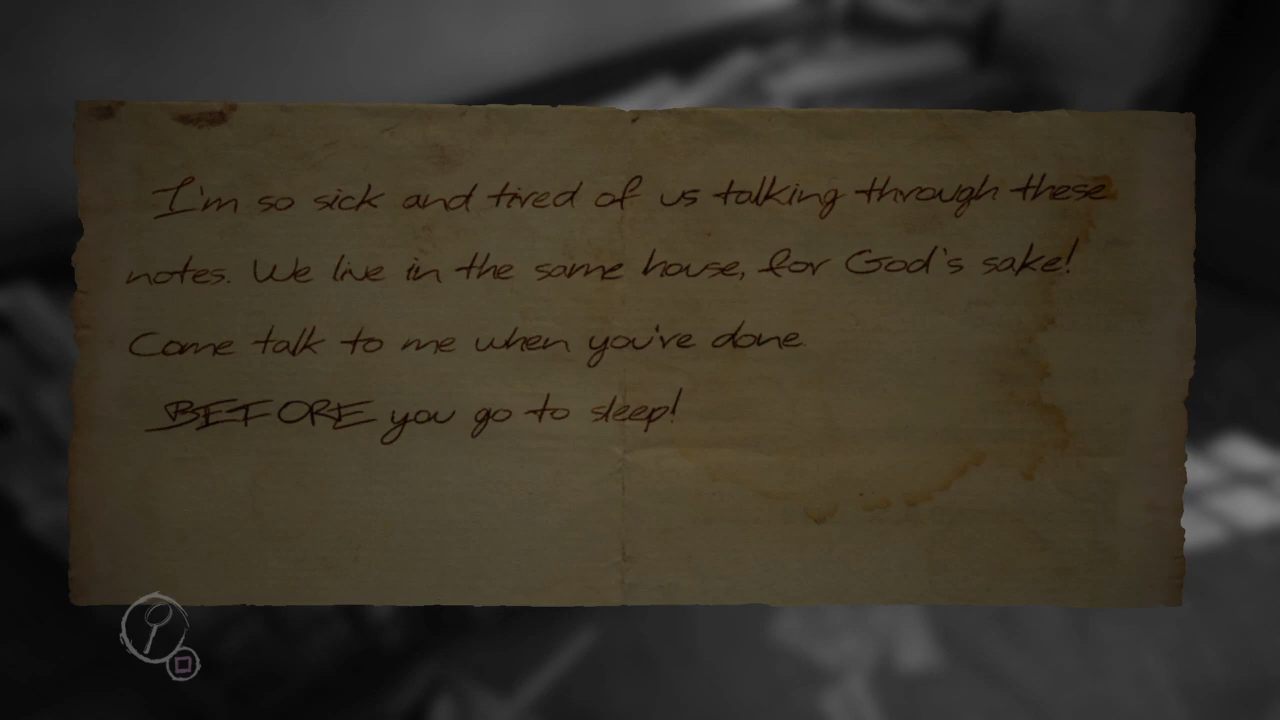 I'm so sick and tired of us talking through these
notes. We live in the same house, for God's sake!
Come talk to me when you're done.
BEFORE you go to sleep!